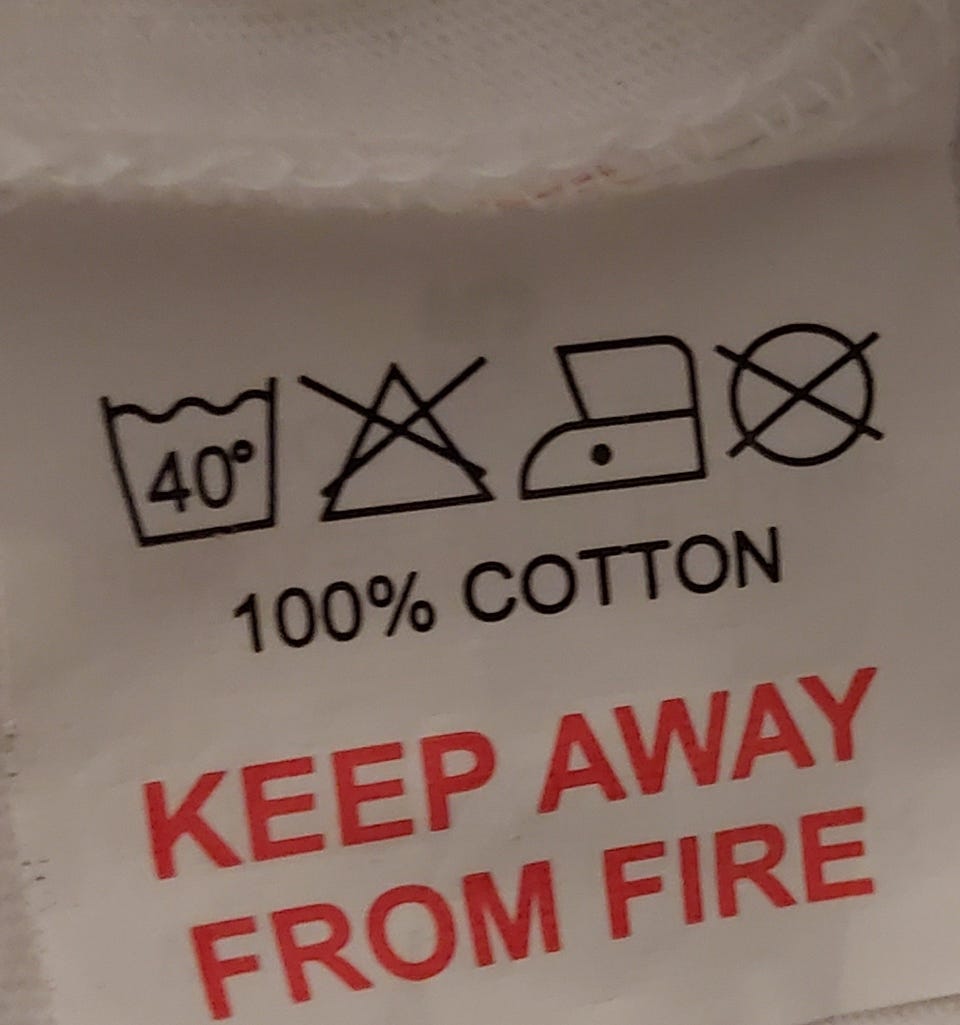 40°
100% COTTON
KEEP AWAY
FROM FIRE